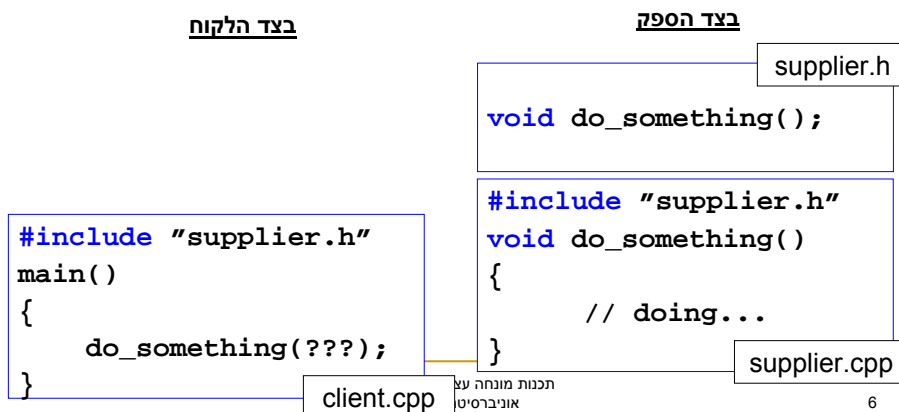 בצד הספק
supplier.h
void do_something();
#include "supplier.h"
void do_something()
{
// doing...
}
supplier.cpp
בצד הלקוח
#include "supplier.h"
main()
{
do_something(???);
}
client.cpp
תכנות מונחה
6